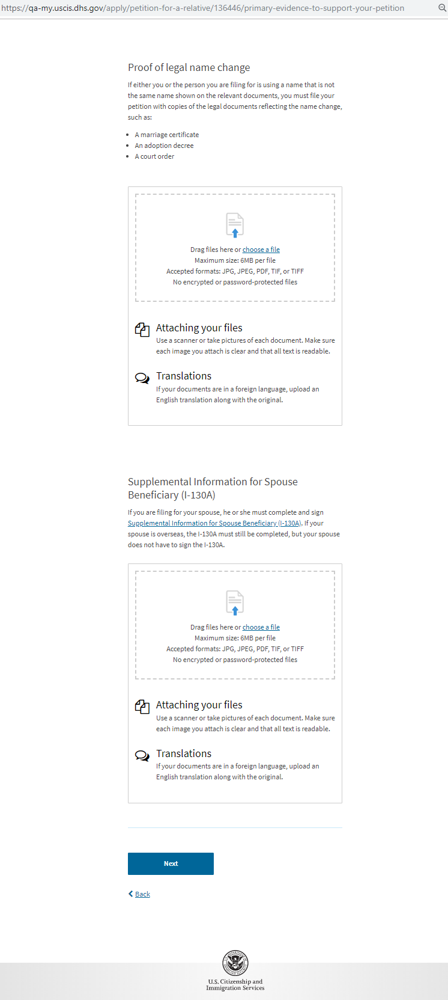 https://qa-my.uscis.dhs.gov/apply/petition-for-a-relative/136446/primary-evidence-to-support-your-petition
Proof of legal name change
If either you or the person you are filing for is using a name that is not
the same name shown on the relevant documents, you must file your
petition with copies of the legal documents reflecting the name change,
such as:
• A marriage certificate
• An adoption decree
• A court order
Drag files here or choose a file
Maximum size: 6MB per file
Accepted formats: JPG, JPEG, PDF, TIF, or TIFF
No encrypted or password-protected files
Attaching your files
Use a scanner or take pictures of each document. Make sure
each image you attach is clear and that all text is readable.
Translations
If your documents are in a foreign language, upload an
English translation along with the original.
Supplemental Information for Spouse
Beneficiary (I-130A)
If you are filing for your spouse, he or she must complete and sign
Supplemental Information for Spouse Beneficiary (I-130A). If your
spouse is overseas, the I-130A must still be completed, but your spouse
does not have to sign the I-130A.
Drag files here or choose a file
Maximum size: 6MB per file
Accepted formats: JPG, JPEG, PDF, TIF, or TIFF
No encrypted or password-protected files
Attaching your files
Use a scanner or take pictures of each document. Make sure
each image you attach is clear and that all text is readable.
Translations
If your documents are in a foreign language, upload an
English translation along with the original.
Next
Back
U.S. Citizenship and
Immigration Services